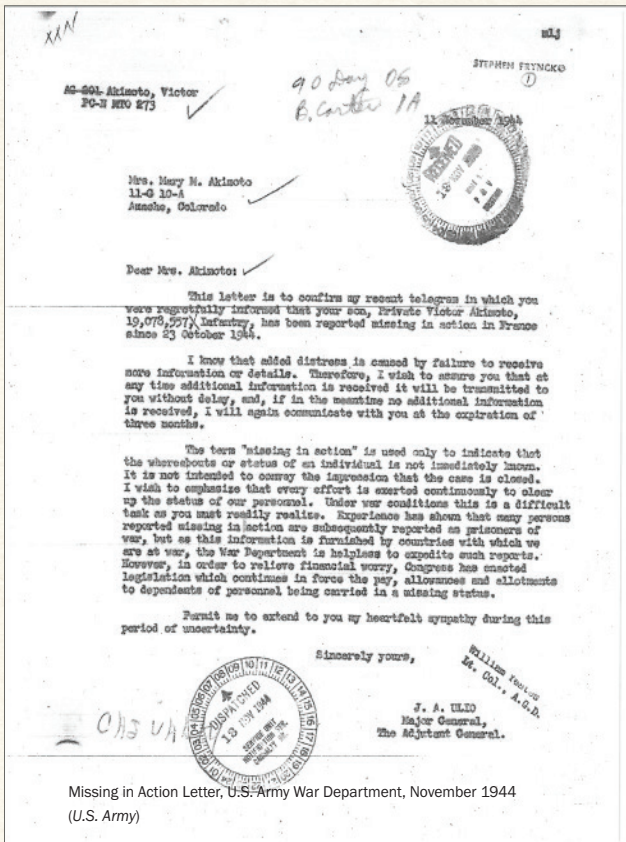 XXN
mlj
STEPHEN FRYNCKO
1
AG 201 Akimoto, Victor
PC-N MTO 273
90 Day OS
B. Carter IA
11 November 1944
RECEIVED
18 NOV
Mrs. Mary M. Akimoto
11-G 10-A
Amache, Colorado
Dear Mrs. Akimoto:
This letter is to confirm my recent telegram in which you
were regretfully informed that your son, Private Victor Akimoto,
19,078,557, Infantry, has been reported missing in action in France
since 23 October 1944.
I know that added distress is caused by failure to receive
more information or details. Therefore, I wish to assure you that at
any time additional information is received it will be transmitted to
you without delay, and, if in the meantime no additional information
is received, I will again communicate with you at the expiration of
three months.
The term "missing in action" is used only to indicate that
the whereabouts or status of an individual is not immediately known.
It is not intended to convey the impression that the case is closed.
I wish to emphasize that every effort is exerted continuously to clear
up the status of our personnel. Under war conditions this is a difficult
task as you must readily realize. Experience has shown that many persons
reported missing in action are subsequently reported as prisoners of
war, but as this information is furnished by countries with which we
are at war, the War Department is helpless to expedite such reports.
However, in order to relieve financial worry, Congress has enacted
legislation which continues in force the pay, allowances and allotments
to dependents of personnel being carried in a missing status.
Permit me to extend to you my heartfelt sympathy during this
period of uncertainty.
Sincerely yours,
William
Lt. Col., A.G.D.
J. A. ULIO
Major General,
The Adjutant General.
DISPATCHED
18 NOV 1944
Missing in Action Letter, U.S. Army War Department, November 1944
(U.S. Army)